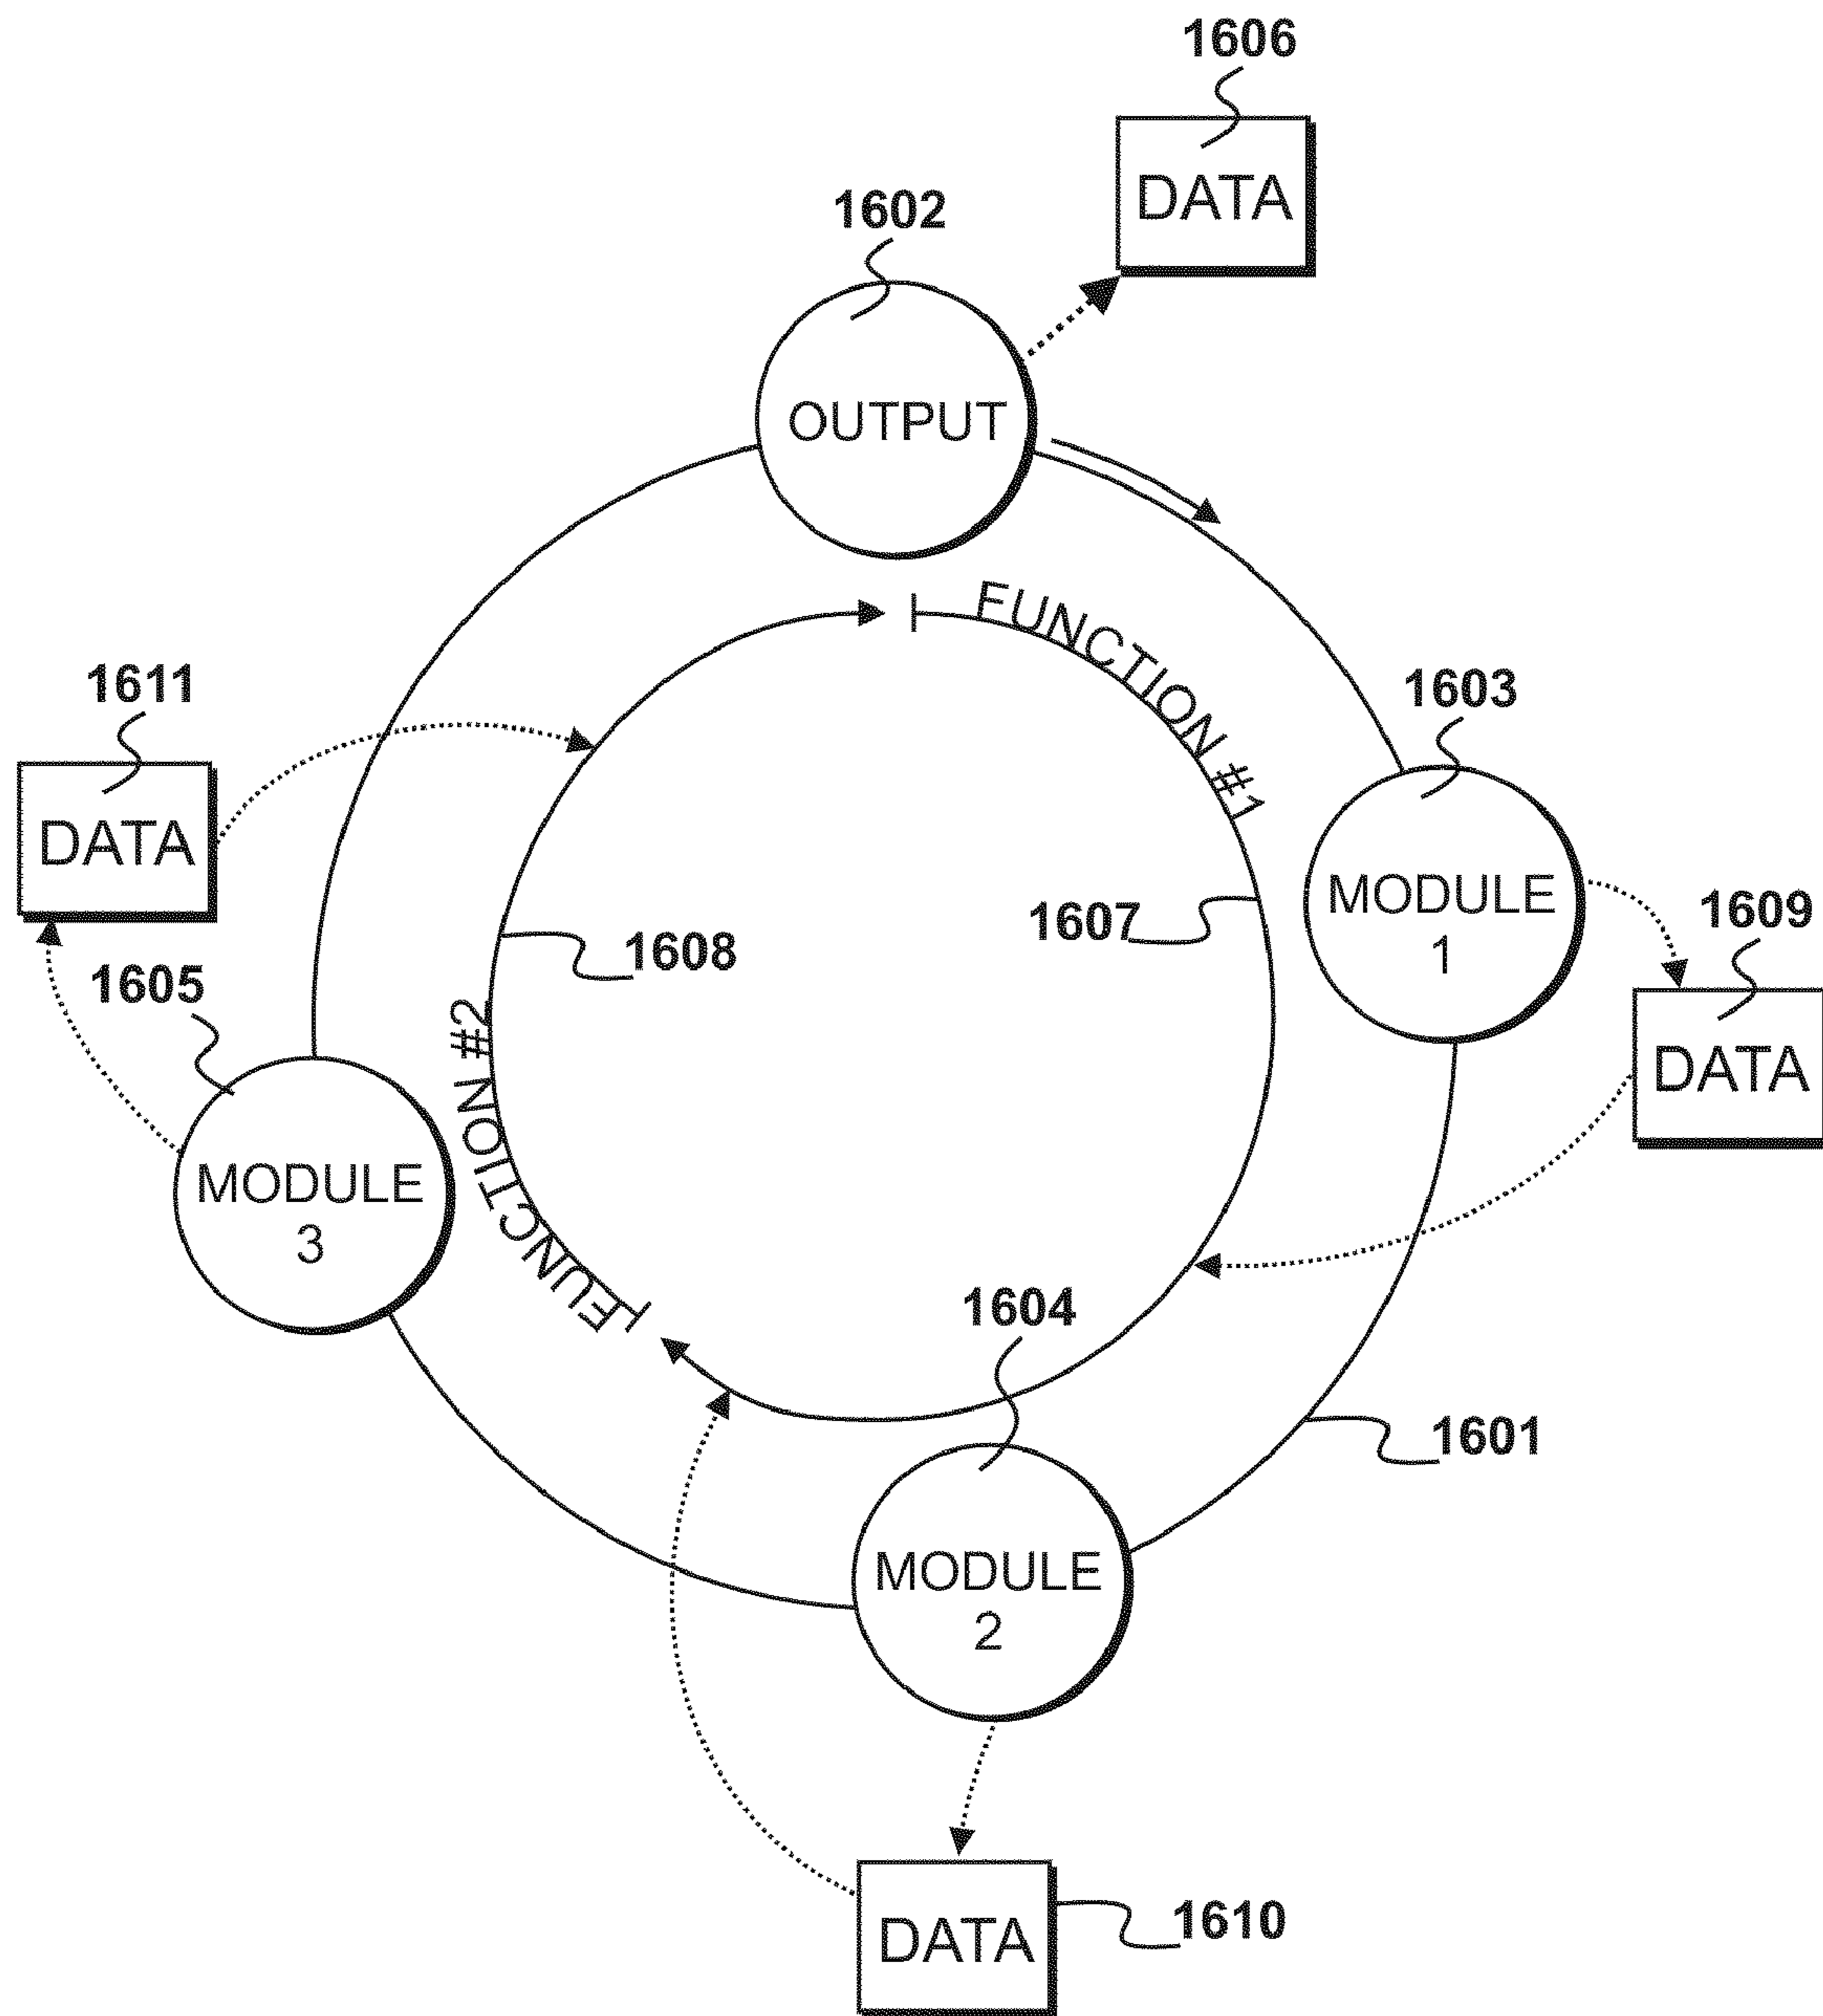 1606
DATA
1602
OUTPUT
FUNCTION #1
1611
DATA
1603
MODULE
1
1607
1608
1609
DATA
1605
MODULE
3
FUNCTION #2
1604
1601
MODULE
2
1610
DATA